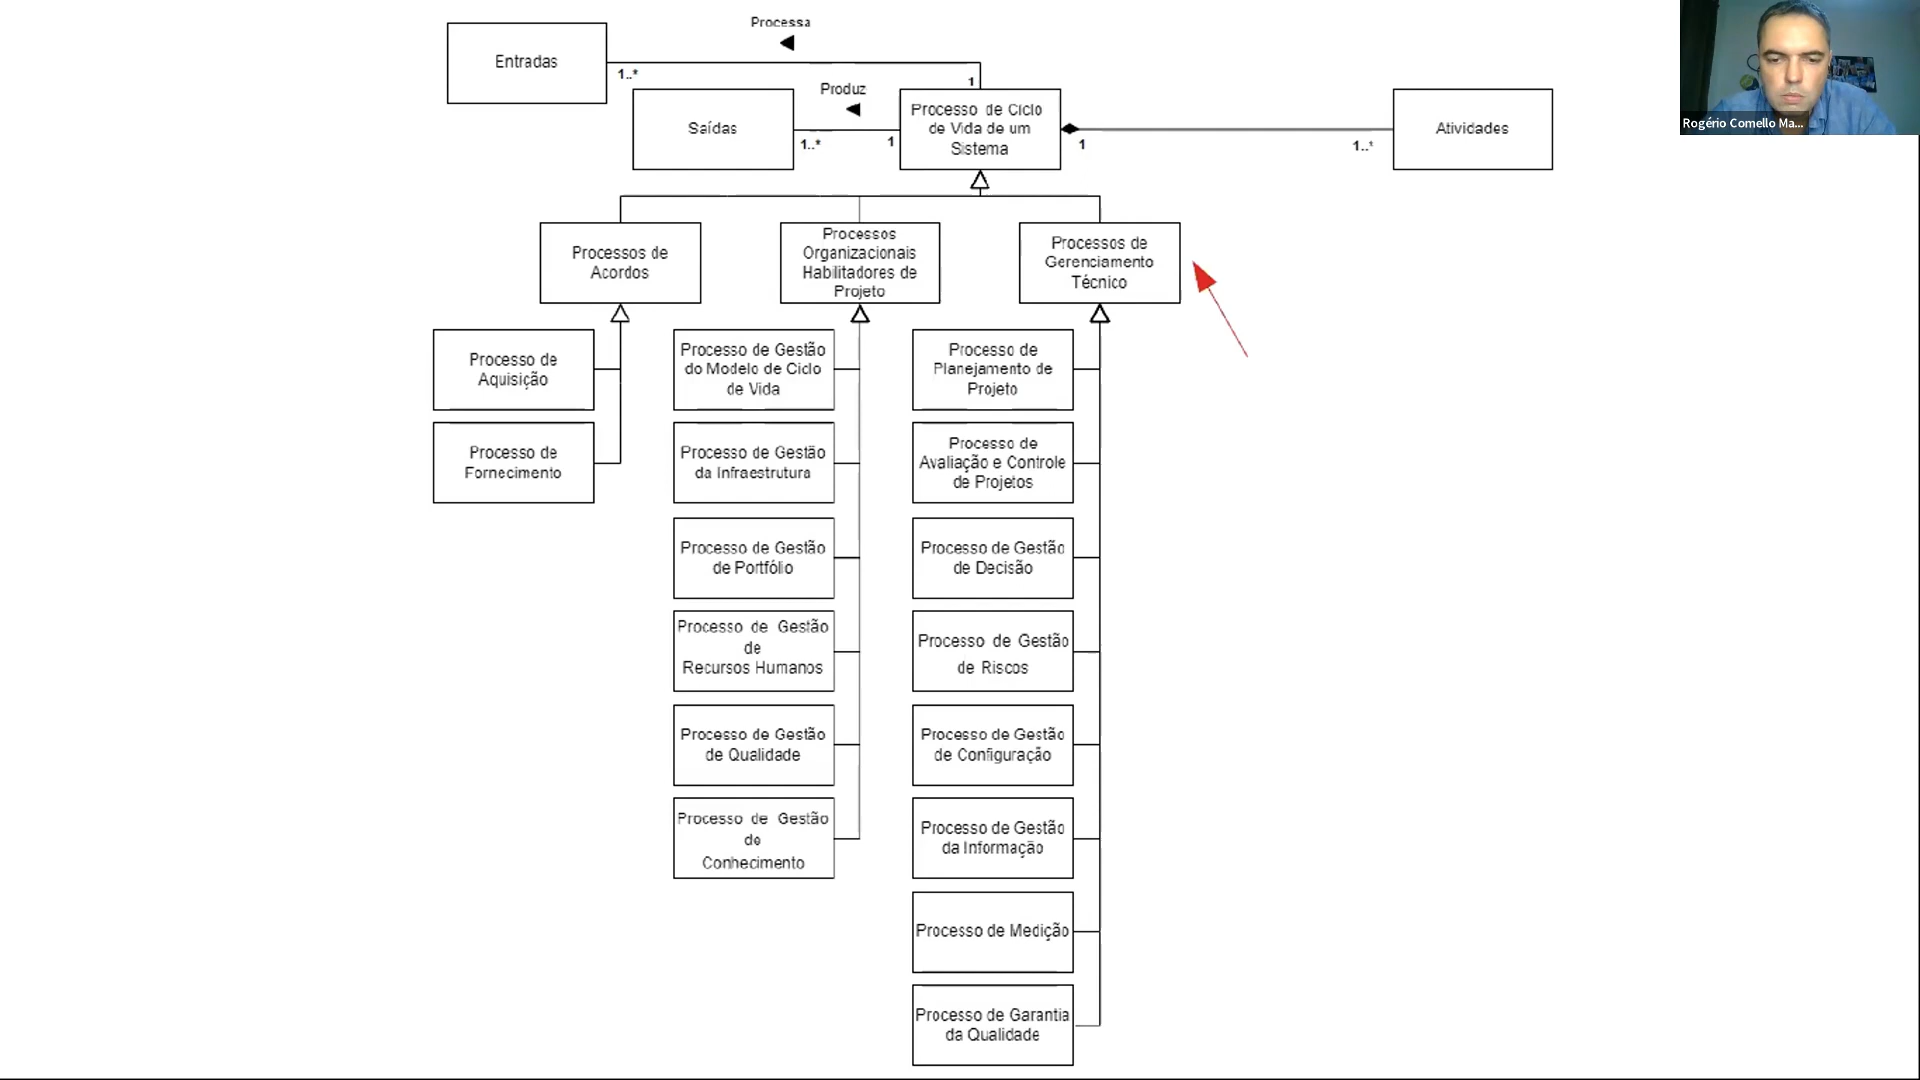 Processa
Entradas
1..*
1
Produz
Saídas
1..*
1
Processo de Ciclo
de Vida de um
Sistema
1
1..*
Atividades
Rogério Comello Ma...
Processos de
Acordos
Processos
Organizacionais
Habilitadores de
Projeto
Processos de
Gerenciamento
Técnico
Processo de
Aquisição
Processo de
Fornecimento
Processo de Gestão
do Modelo de Ciclo
de Vida
Processo de Gestão
da Infraestrutura
Processo de Gestão
de Portfólio
Processo de Gestão
de
Recursos Humanos
Processo de Gestão
de Qualidade
Processo de Gestão
de
Conhecimento
Processo de
Planejamento de
Projeto
Processo de
Avaliação e Controle
de Projetos
Processo de Gestão
de Decisão
Processo de Gestão
de Riscos
Processo de Gestão
de Configuração
Processo de Gestão
da Informação
Processo de Medição
Processo de Garantia
da Qualidade